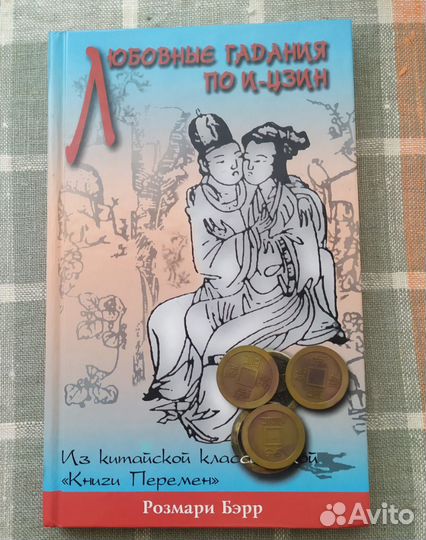 Любовные гадания
по И-Цзин
Из китайской
«Книги Перемен»
Розмари Бэрр
Avito